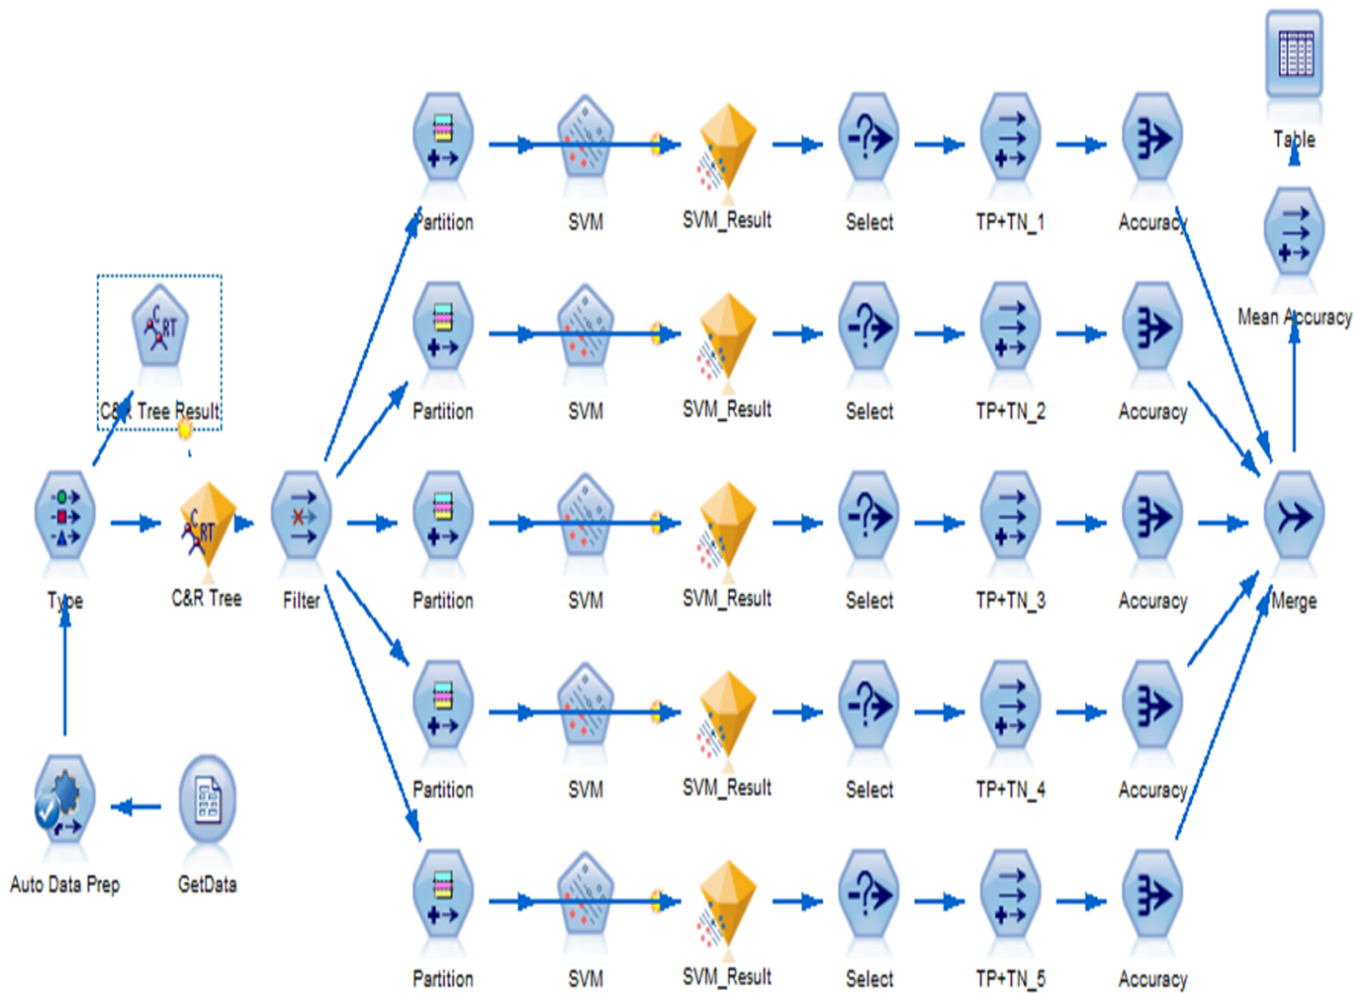 Table
Partition
SVM
SVM_Result
Select
TP+TN_1
Accuracy
Mean Accuracy
C RT
C&R Tree Result
Partition
SVM
SVM_Result
Select
TP+TN_2
Accuracy
Type
C RT
C&R Tree
Filter
Partition
SVM
SVM_Result
Select
TP+TN_3
Accuracy
Merge
Partition
SVM
SVM_Result
Select
TP+TN_4
Accuracy
Auto Data Prep
GetData
Partition
SVM
SVM_Result
Select
TP+TN_5
Accuracy